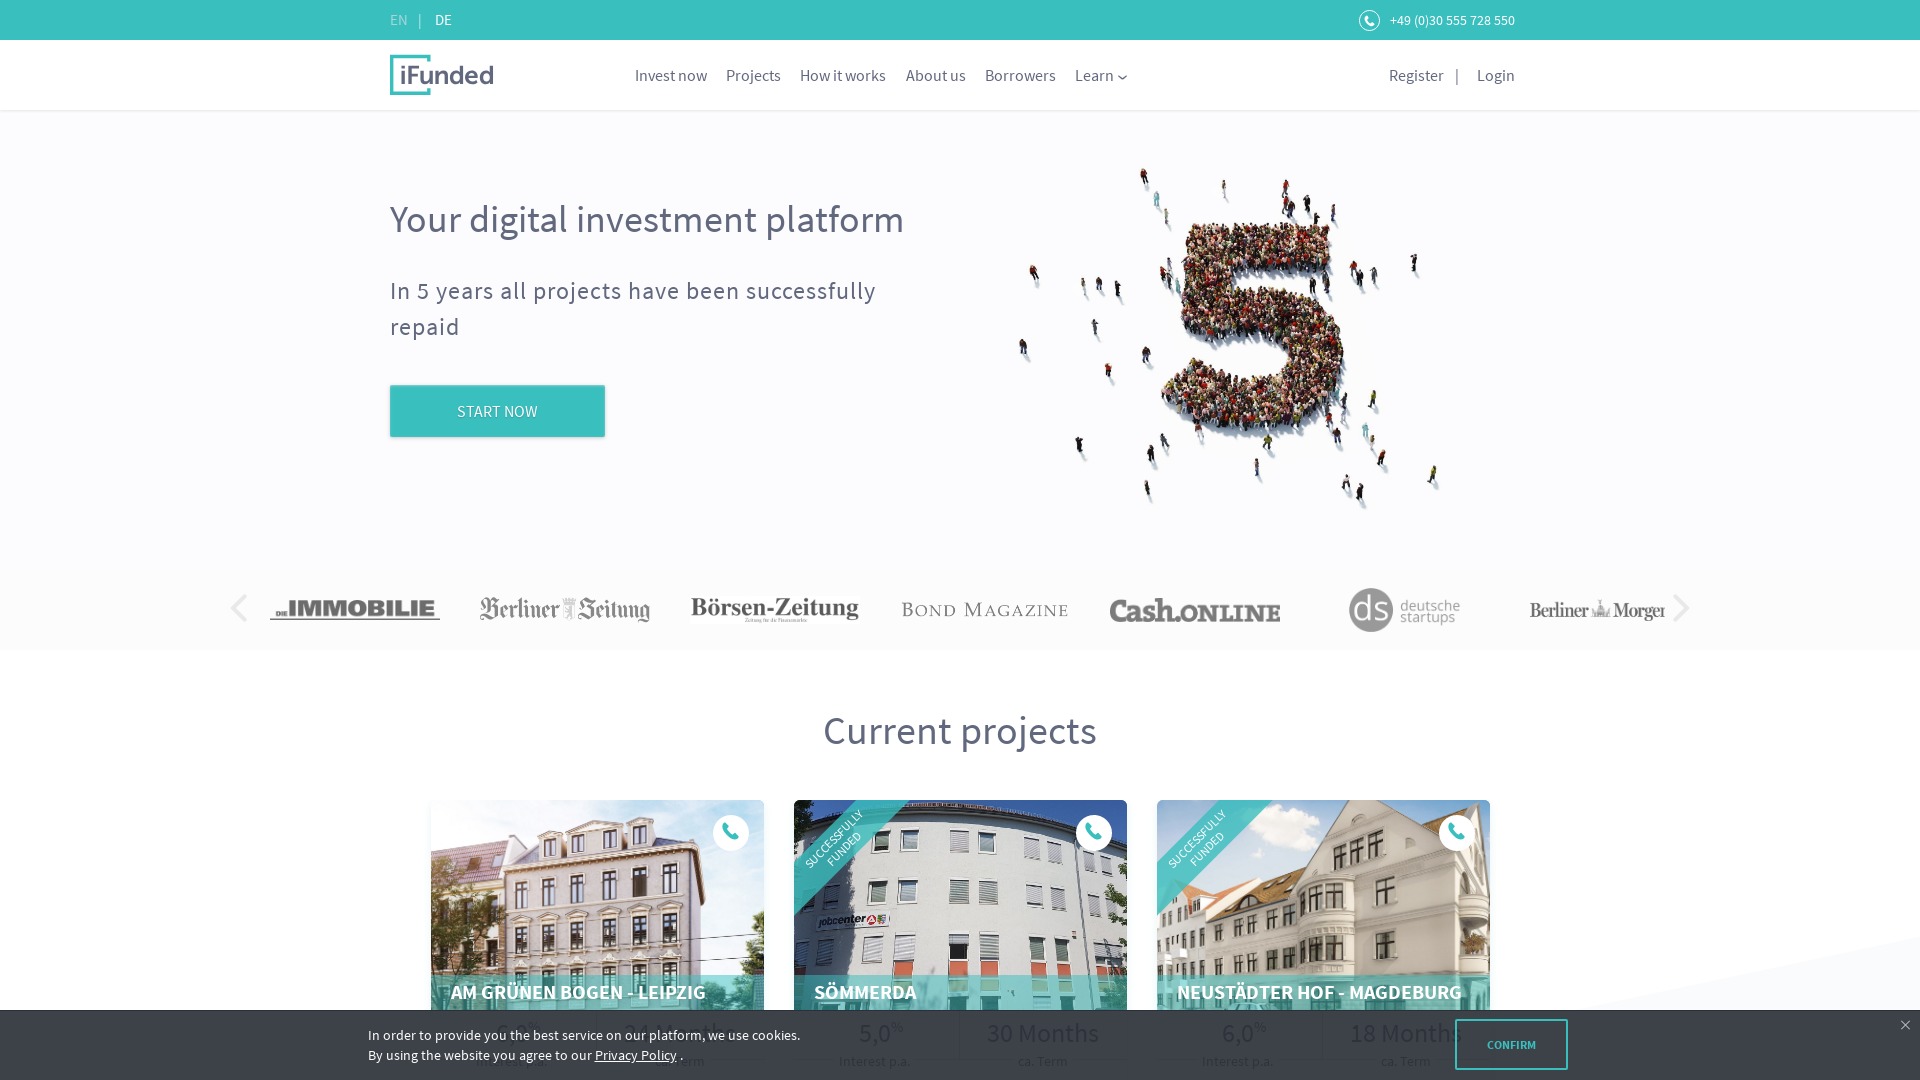 EN | DE
+49 (0)30 555 728 550
iFunded
Invest now Projects How it works About us Borrowers Learn
Register | Login
Your digital investment platform
In 5 years all projects have been successfully
repaid
START NOW
DIE IMMOBILIE
Berliner Zeitung
Börsen-Zeitung
Zeitung für die Finanzmärkte
BOND MAGAZINE
Cash.ONLINE
ds deutsche
startups
Berliner Morgen
Current projects
SUCCESSFULLY
FUNDED
SUCCESSFULLY
FUNDED
jobcenter
AM GRÜNEN BOGEN - LEIPZIG
SÖMMERDA
NEUSTÄDTER HOF - MAGDEBURG
5,0% 30 Months
Interest p.a. ca. Term
6,0% 18 Months
Interest p.a. ca. Term
In order to provide you the best service on our platform, we use cookies.
By using the website you agree to our Privacy Policy .
CONFIRM